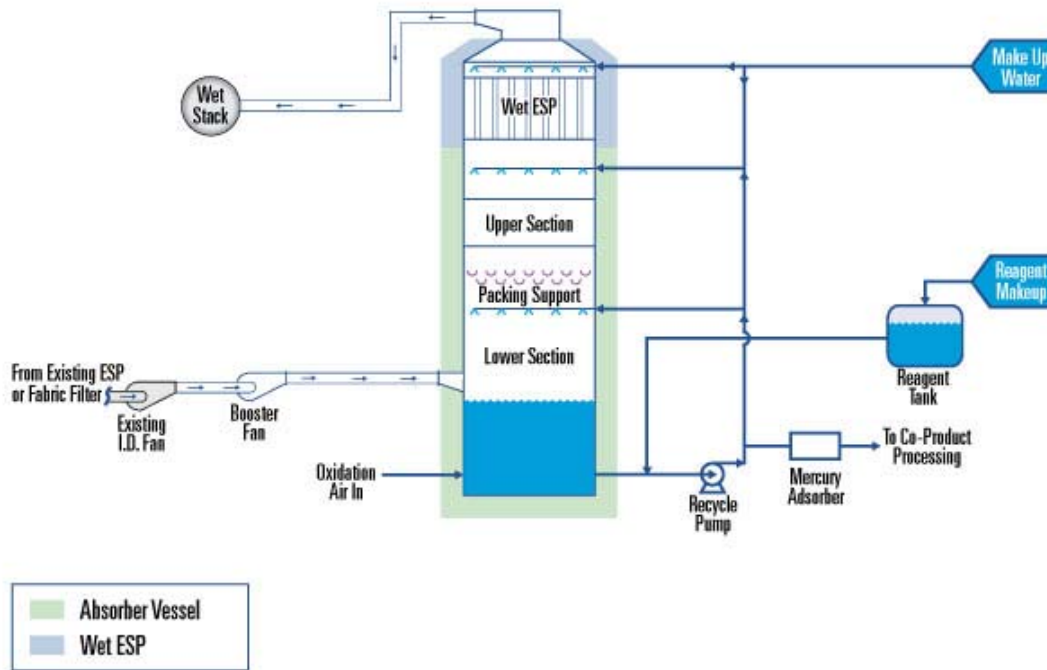 Make Up
Water
Wet
Stack
Wet ESP
Upper Section
Packing Support
Reagent
Makeup
Lower Section
From Existing ESP
or Fabric Filter
Existing
I.D. Fan
Booster
Fan
Reagent
Tank
Oxidation
Air In
Recycle
Pump
Mercury
Adsorber
To Co-Product
Processing
Absorber Vessel
Wet ESP